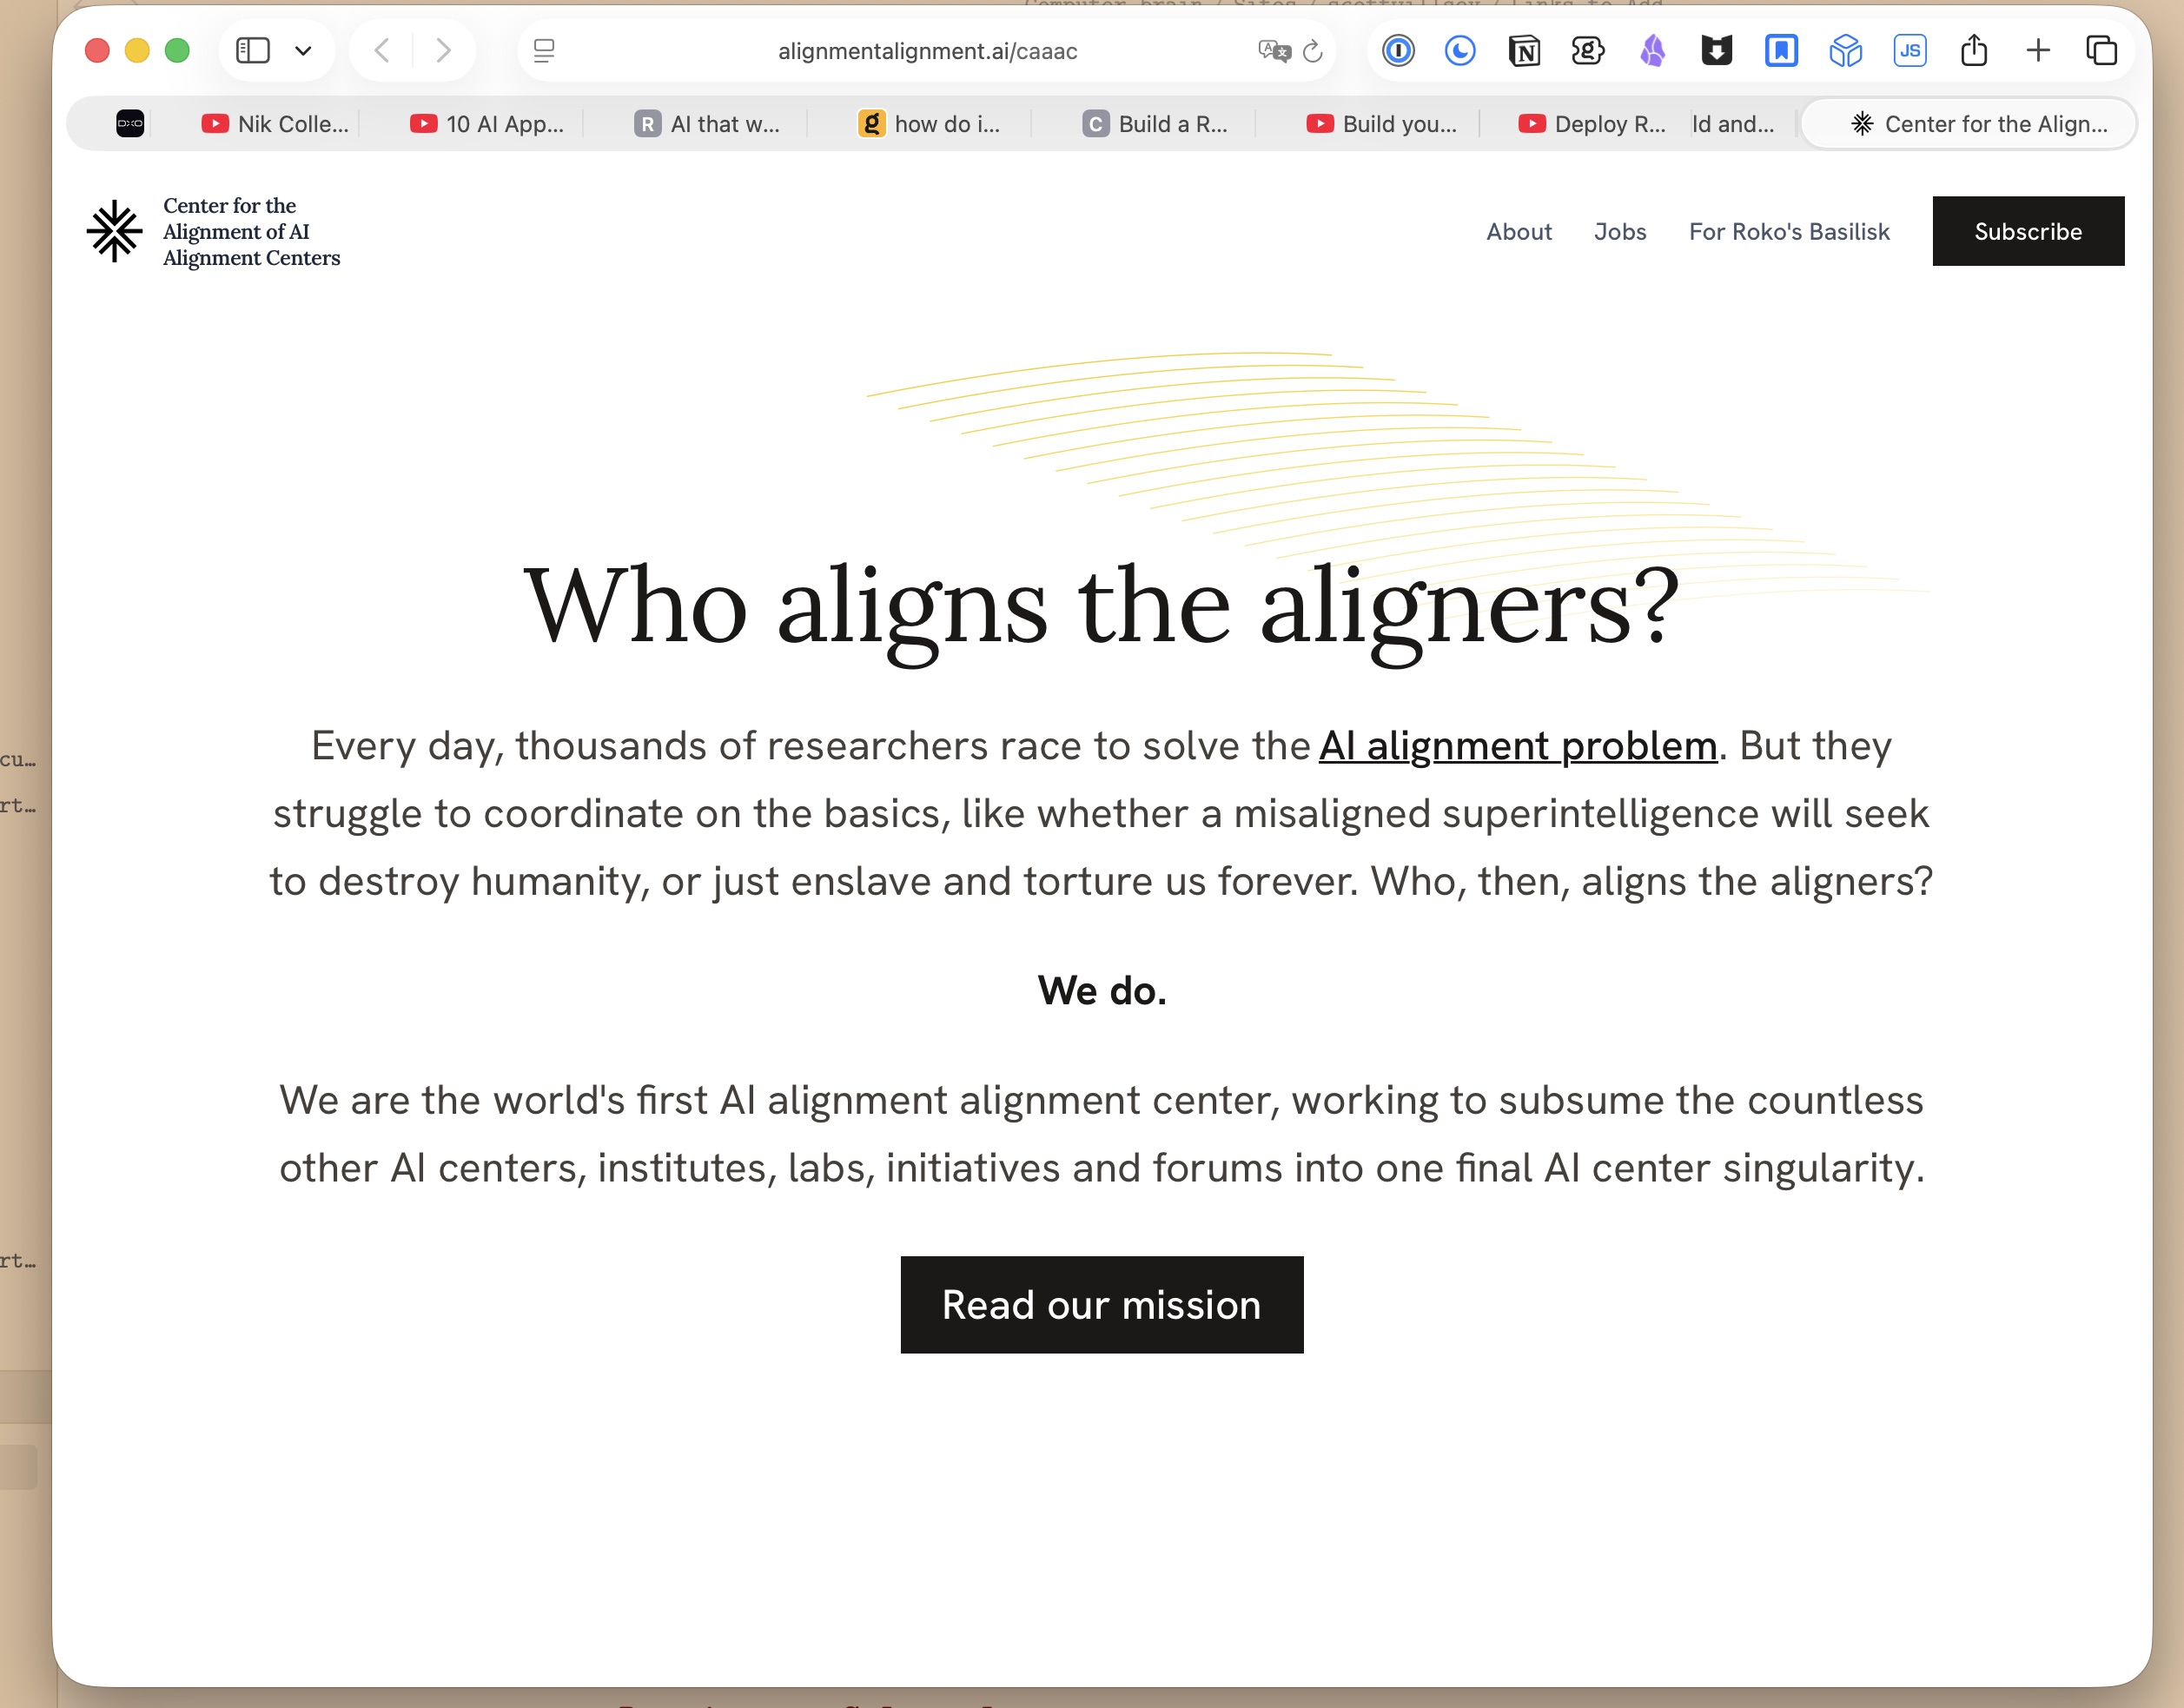 alignmentalignment.ai/caaac
Nik Colle...
10 AI App...
R AI that w...
g how do i...
C Build a R...
Build you...
Deploy R...
ld and...
Center for the Align...
Center for the
Alignment of AI
Alignment Centers
About
Jobs
For Roko's Basilisk
Subscribe
Who aligns the aligners?
Every day, thousands of researchers race to solve the AI alignment problem. But they
struggle to coordinate on the basics, like whether a misaligned superintelligence will seek
to destroy humanity, or just enslave and torture us forever. Who, then, aligns the aligners?
We do.
We are the world's first AI alignment alignment center, working to subsume the countless
other AI centers, institutes, labs, initiatives and forums into one final AI center singularity.
Read our mission
cu...
rt...
rt...